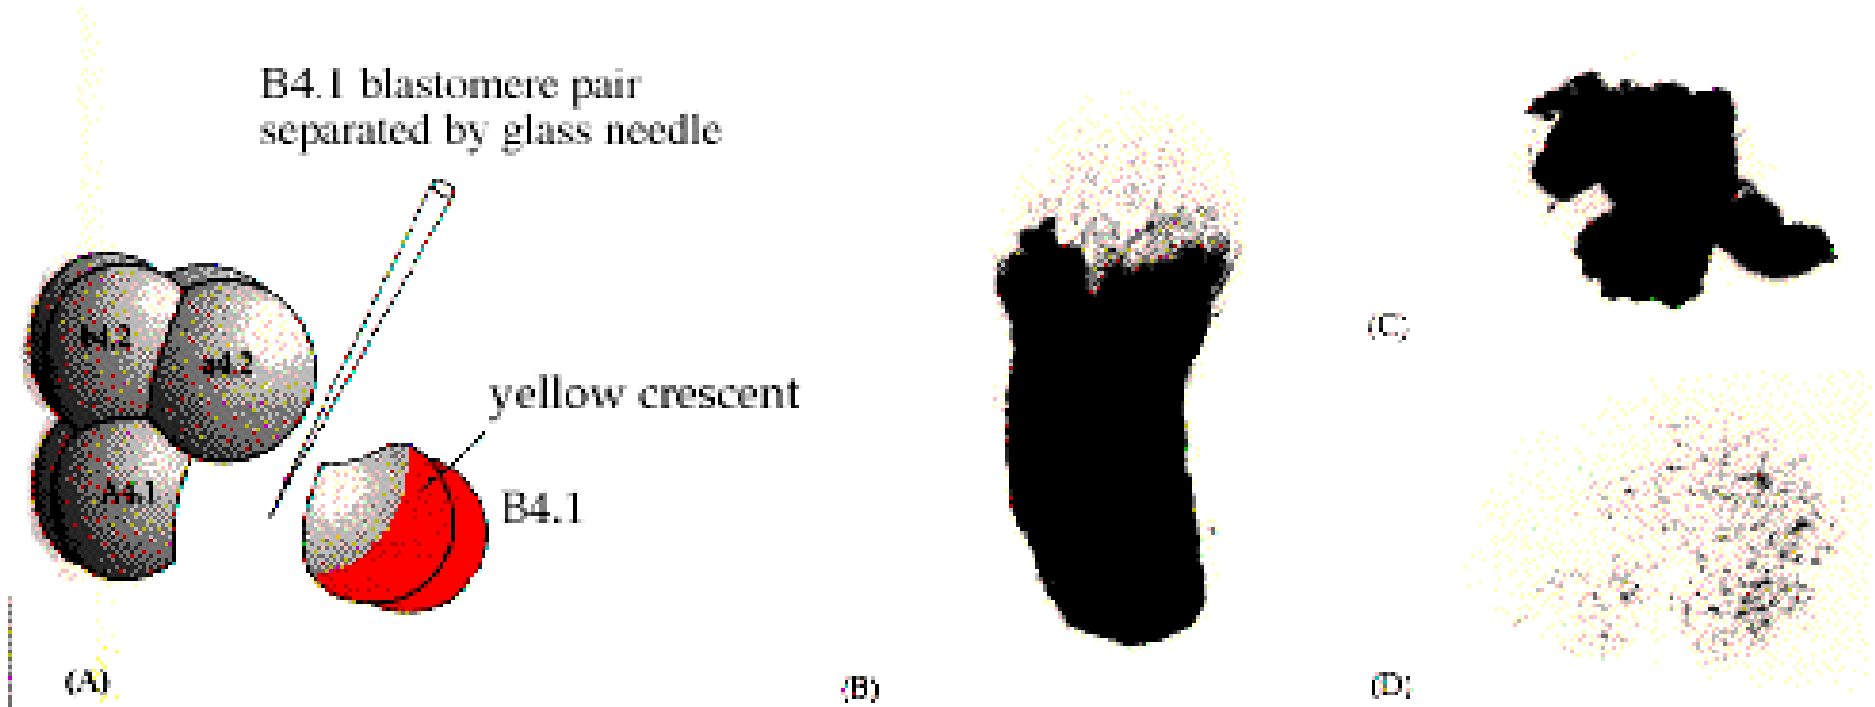 B4.1 blastomere pair
separated by glass needle
b4.2
a4.2
yellow crescent
A4.1
B4.1
(A)
(B)
(C)
(D)